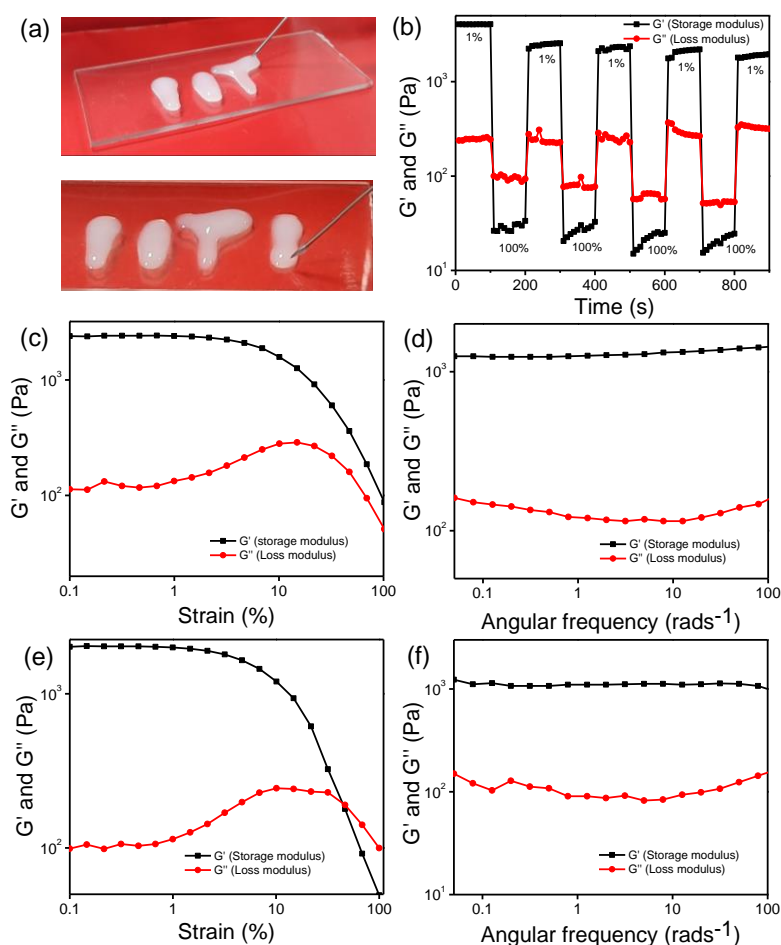 (a)
(b)
G' (Storage modulus)
G" (Loss modulus)
1%
1%
1%
1%
1%
100%
100%
100%
100%
10³
10²
10¹
G' and G" (Pa)
0
200
400
600
800
Time (s)
(c)
10³
10²
G' and G" (Pa)
G' (storage modulus)
G" (Loss modulus)
0.1
1
10
100
Strain (%)
(d)
10³
10²
G' and G" (Pa)
G' (Storage modulus)
G" (Loss modulus)
0.1
1
10
100
Angular frequency (rads⁻¹)
(e)
10³
10²
G' and G" (Pa)
G' (Storage modulus)
G" (Loss modulus)
0.1
1
10
100
Strain (%)
(f)
10³
10²
10¹
G' and G" (Pa)
G' (Storage modulus)
G" (Loss modulus)
0.1
1
10
100
Angular frequency (rads⁻¹)